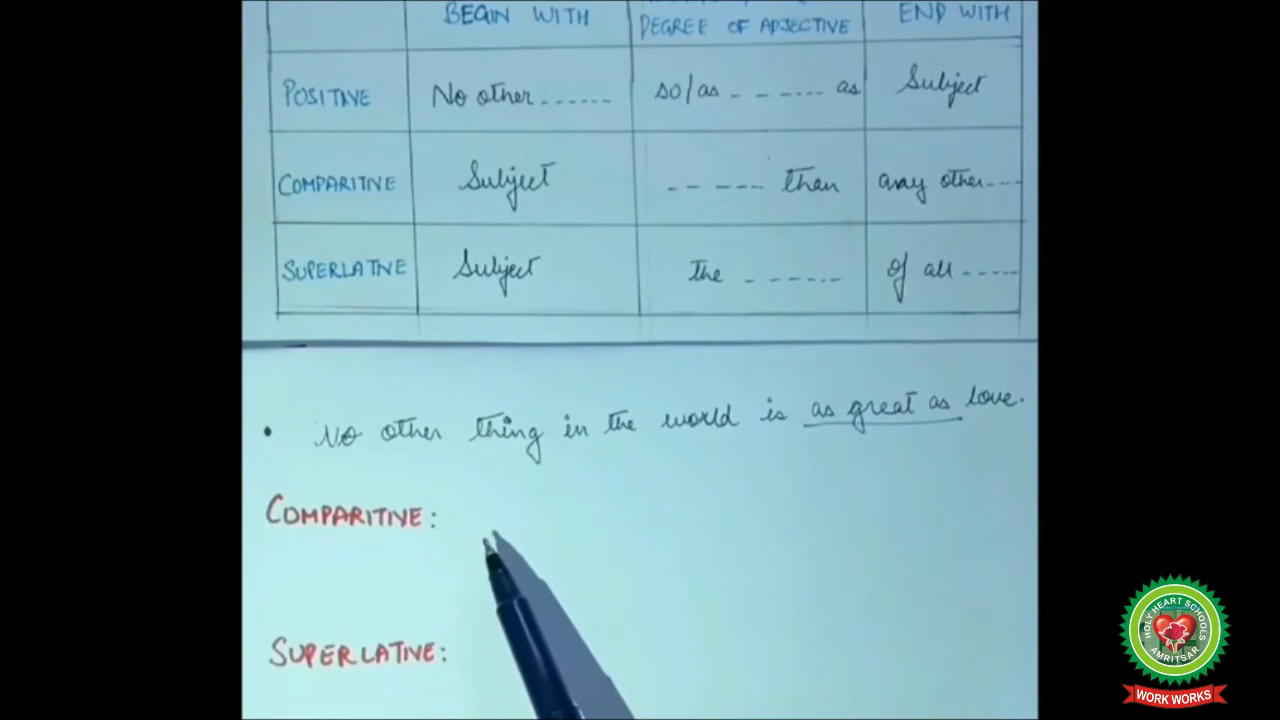 BEGIN WITH
DEGREE OF ADJECTIVE
END WITH
POSITIVE No other ------ so/as ------ as Subject
COMPARITIVE Subject ------ than any other----
SUPERLATIVE Subject the ------ of all -----
• No other thing in the world is as great as love.
COMPARITIVE:
SUPERLATIVE:
HOLY HEART SCHOOLS
AMRITSAR
WORK WORKS